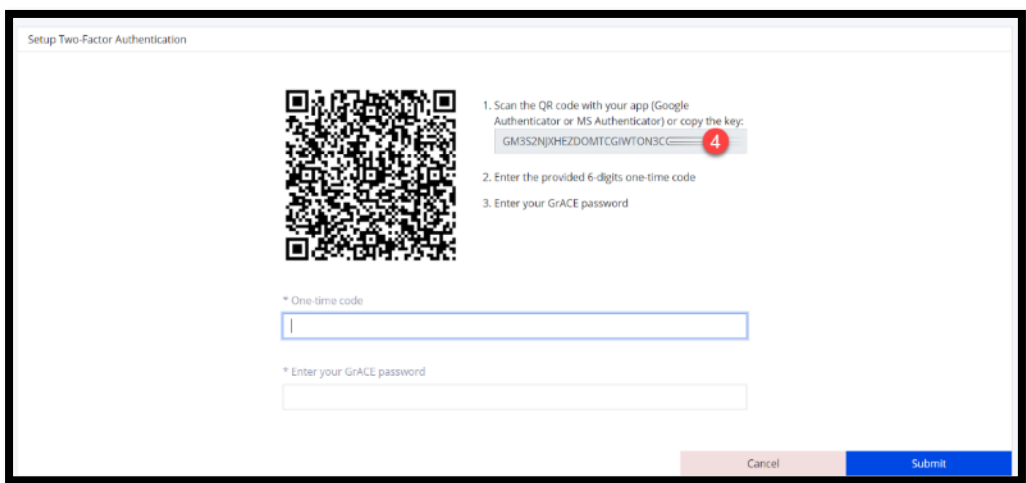 Setup Two-Factor Authentication
1. Scan the QR code with your app (Google
Authenticator or MS Authenticator) or copy the key:
GM3S2NJXHEZDOMTCGIWTON3C
4
2. Enter the provided 6-digits one-time code
3. Enter your GrACE password
* One-time code
* Enter your GrACE password
Cancel
Submit